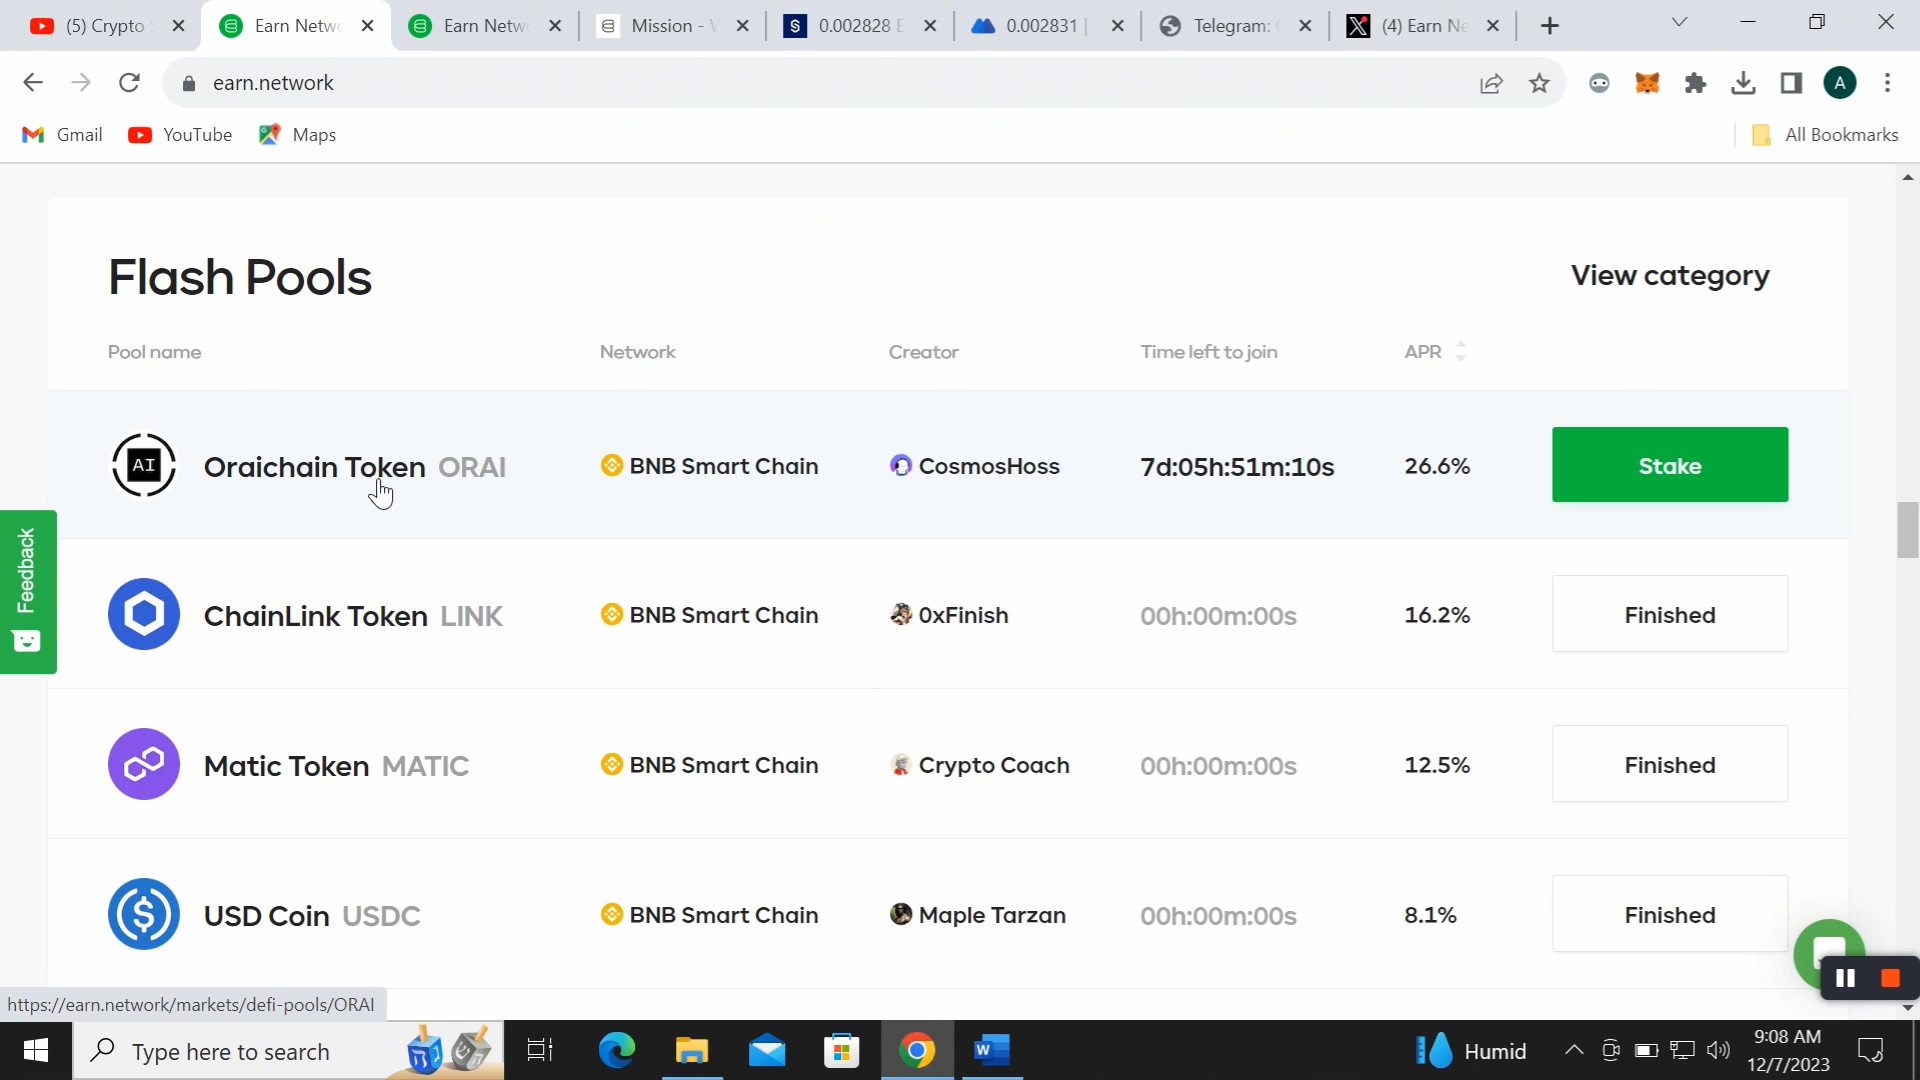 (5) Crypto
Earn Netw
Earn Netw
Mission -
0.002828 E
0.002831 |
Telegram:
(4) Earn Ne
earn.network
A
Gmail
YouTube
Maps
All Bookmarks
Flash Pools
View category
Pool name
Network
Creator
Time left to join
APR
AI
Oraichain Token ORAI
BNB Smart Chain
CosmosHoss
7d:05h:51m:10s
26.6%
Stake
Feedback
ChainLink Token LINK
BNB Smart Chain
0xFinish
00h:00m:00s
16.2%
Finished
Matic Token MATIC
BNB Smart Chain
Crypto Coach
00h:00m:00s
12.5%
Finished
USD Coin USDC
BNB Smart Chain
Maple Tarzan
00h:00m:00s
8.1%
Finished
https://earn.network/markets/defi-pools/ORAI
Type here to search
Humid
9:08 AM
12/7/2023